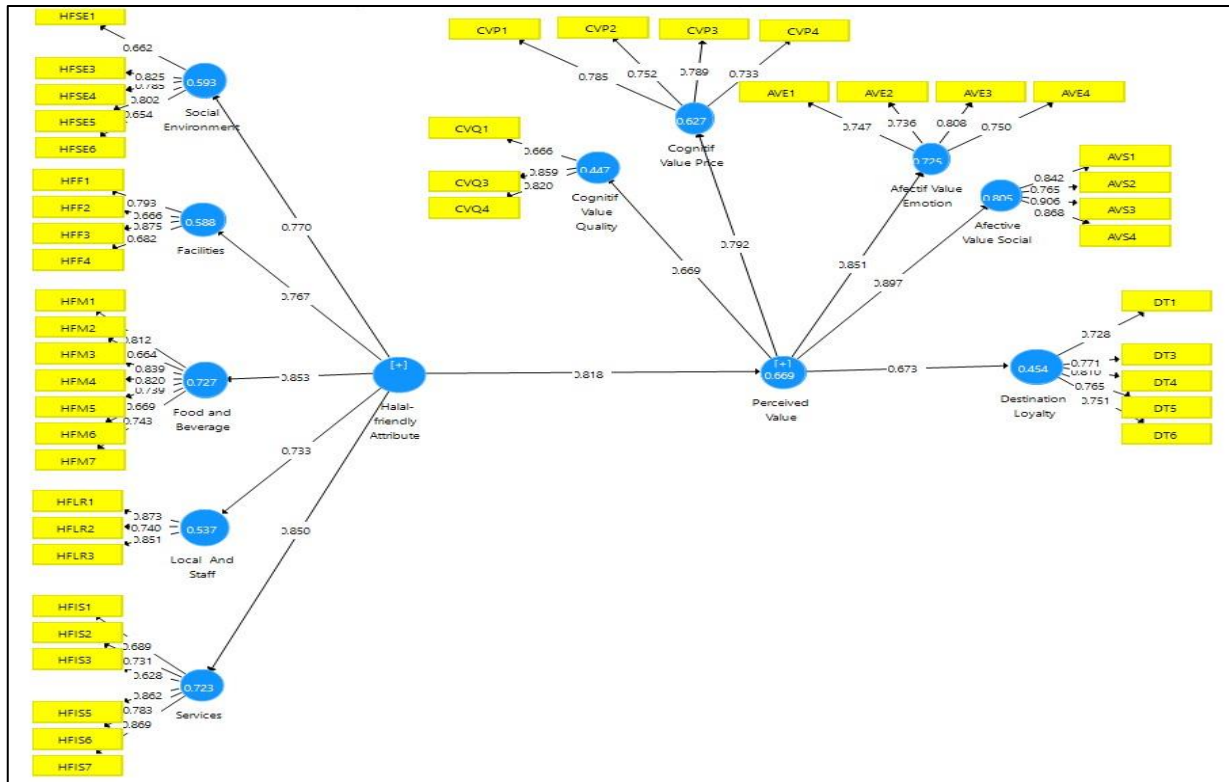 HFSE1
0.662
HFSE3
0.825
HFSE4
0.785
HFSE5
0.802
HFSE6
0.654
0.593
Social
Environment
HFF1
0.793
HFF2
0.666
HFF3
0.875
HFF4
0.682
0.588
Facilities
HFM1
0.812
HFM2
0.664
HFM3
0.839
HFM4
0.820
HFM5
0.739
HFM6
0.669
HFM7
0.743
0.727
Food and
Beverage
HFLR1
0.873
HFLR2
0.740
HFLR3
0.851
0.537
Local And
Staff
HFIS1
0.689
HFIS2
0.731
HFIS3
0.628
HFIS5
0.862
HFIS6
0.783
HFIS7
0.869
0.723
Services
0.770
0.767
0.853
0.733
0.850
[+]
Halal-
friendly
Attribute
0.818
CVP1
CVP2
CVP3
CVP4
0.785
0.752
0.789
0.733
0.627
Cognitif
Value Price
CVQ1
0.666
CVQ3
0.859
CVQ4
0.820
0.447
Cognitif
Value
Quality
AVE1
AVE2
AVE3
AVE4
0.747
0.736
0.808
0.750
0.725
Afectif Value
Emotion
AVS1
0.842
AVS2
0.765
AVS3
0.906
AVS4
0.868
0.805
Afective
Value Social
0.669
0.792
0.851
0.897
[+]
0.669
Perceived
Value
0.673
0.454
Destination
Loyalty
DT1
0.728
DT3
0.771
DT4
0.810
DT5
0.765
DT6
0.751